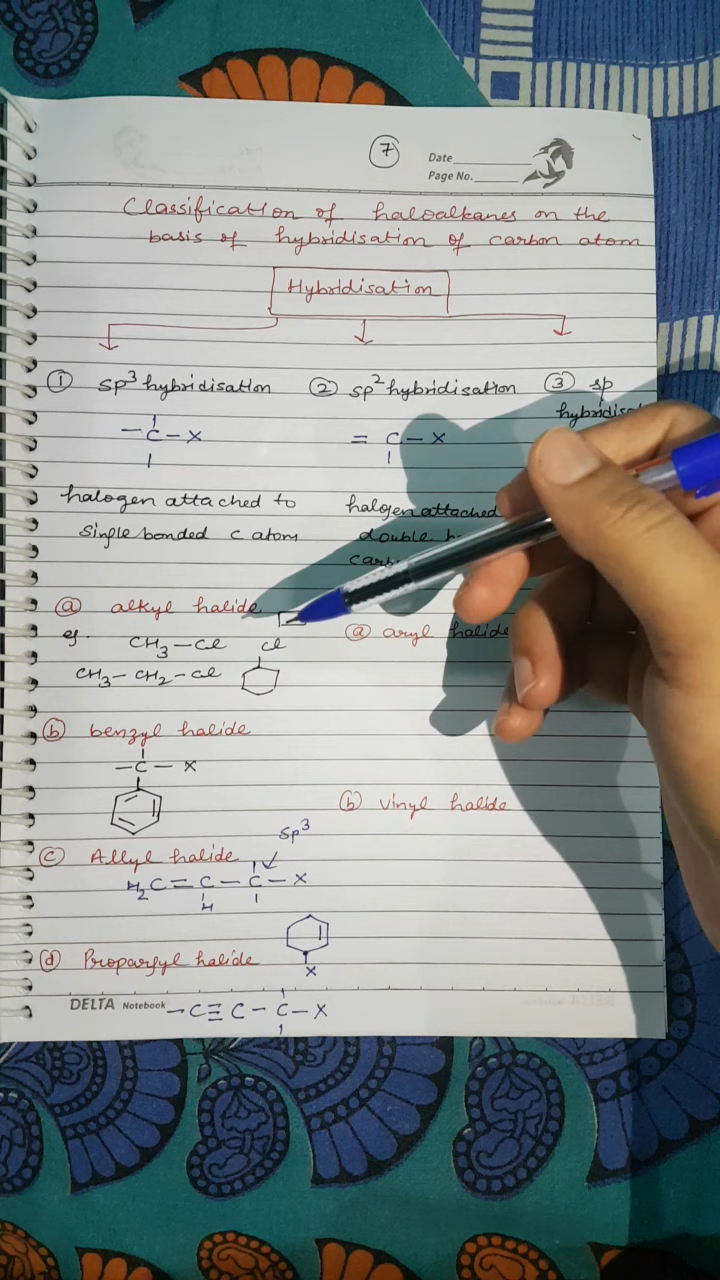 7
Date
Page No.
Classification of haloalkanes on the
basis of hybridisation of carbon atom
Hybridisation
① sp³ hybridisation
-C-X
halogen attached to
single bonded c atom
② sp² hybridisation
= C-X
halogen attached
double
③ sp
ⓐ alkyl halide
eg. CH₃-Cl
Cl
CH₃-CH₂-Cl
ⓐ aryl halide
ⓑ benzyl halide
-C-X
ⓑ vinyl halide
ⓒ Allyl halide
sp³
H₂C=C-C-X
H
X
ⓓ Propargyl halide
DELTA Notebook
-C≡C-C-X